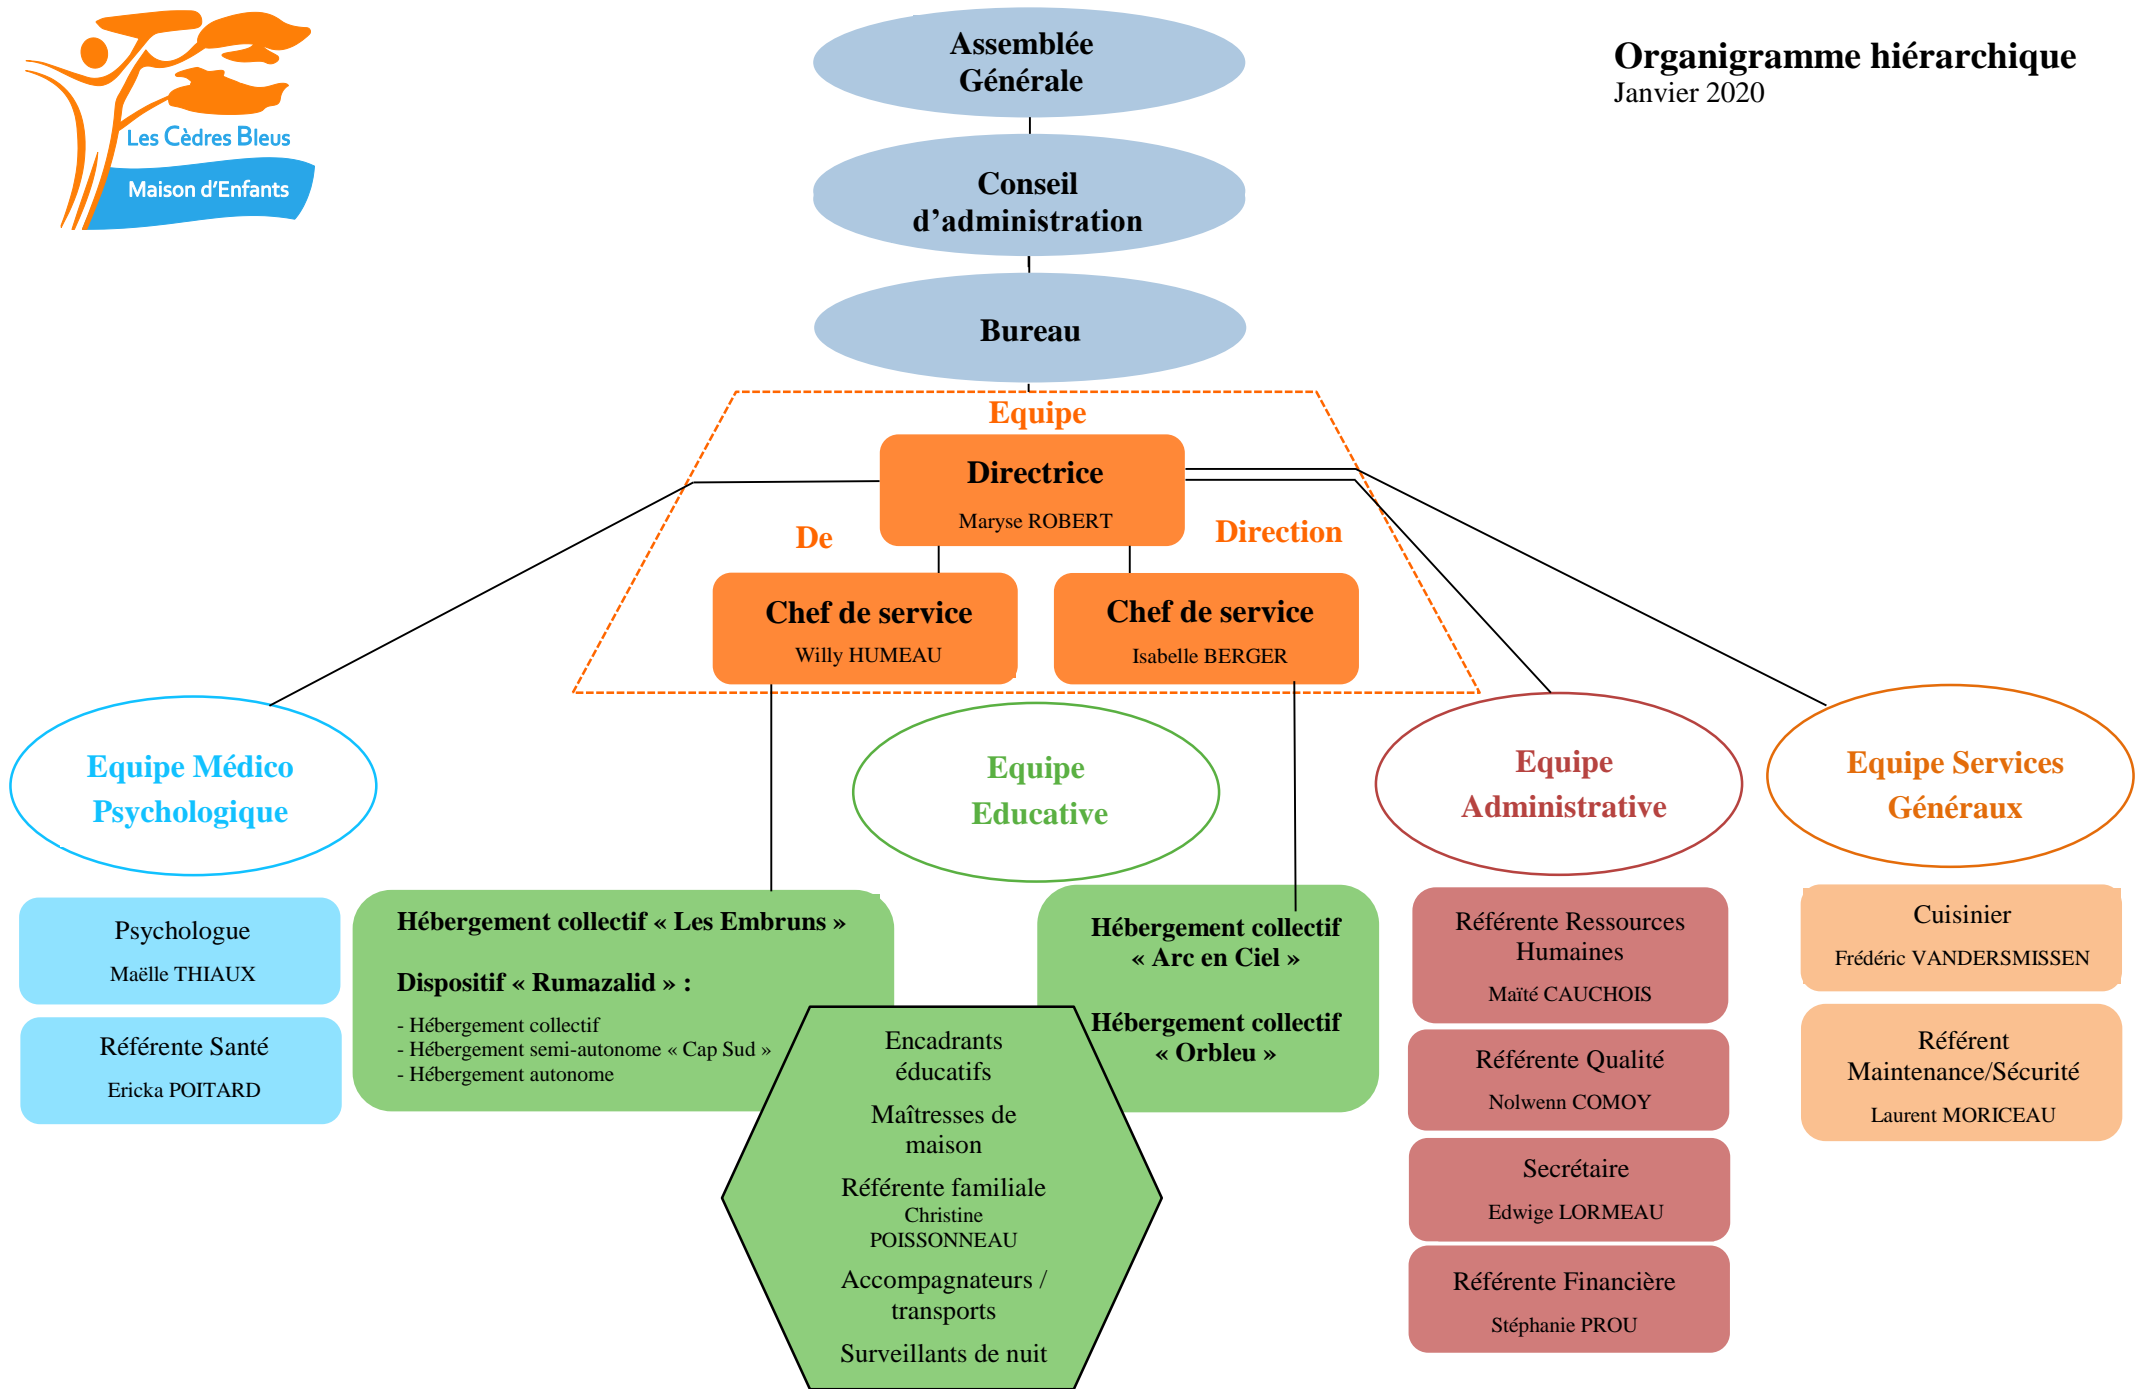 Les Cèdres Bleus
Maison d'Enfants
Organigramme hiérarchique
Janvier 2020
Assemblée
Générale
Conseil
d’administration
Bureau
Equipe
De
Direction
Directrice
Maryse ROBERT
Chef de service
Willy HUMEAU
Chef de service
Isabelle BERGER
Equipe Médico
Psychologique
Psychologue
Maëlle THIAUX
Référente Santé
Ericka POITARD
Equipe
Educative
Hébergement collectif « Les Embruns »
Dispositif « Rumazalid » :
- Hébergement collectif
- Hébergement semi-autonome « Cap Sud »
- Hébergement autonome
Hébergement collectif
« Arc en Ciel »
Hébergement collectif
« Orbleu »
Encadrants
éducatifs
Maîtresses de
maison
Référente familiale
Christine
POISSONNEAU
Accompagnateurs /
transports
Surveillants de nuit
Equipe
Administrative
Référente Ressources
Humaines
Maïté CAUCHOIS
Référente Qualité
Nolwenn COMOY
Secrétaire
Edwige LORMEAU
Référente Financière
Stéphanie PROU
Equipe Services
Généraux
Cuisinier
Frédéric VANDERSMISSEN
Référent
Maintenance/Sécurité
Laurent MORICEAU